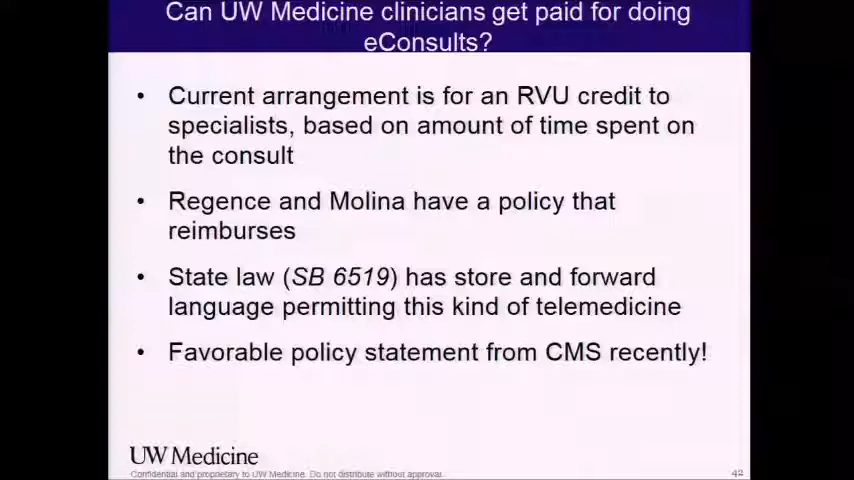 Can UW Medicine clinicians get paid for doing
eConsults?
• Current arrangement is for an RVU credit to
specialists, based on amount of time spent on
the consult
• Regence and Molina have a policy that
reimburses
• State law (SB 6519) has store and forward
language permitting this kind of telemedicine
• Favorable policy statement from CMS recently!
UW Medicine
Confidential and proprietary to UW Medicine. Do not distribute without approval.
42